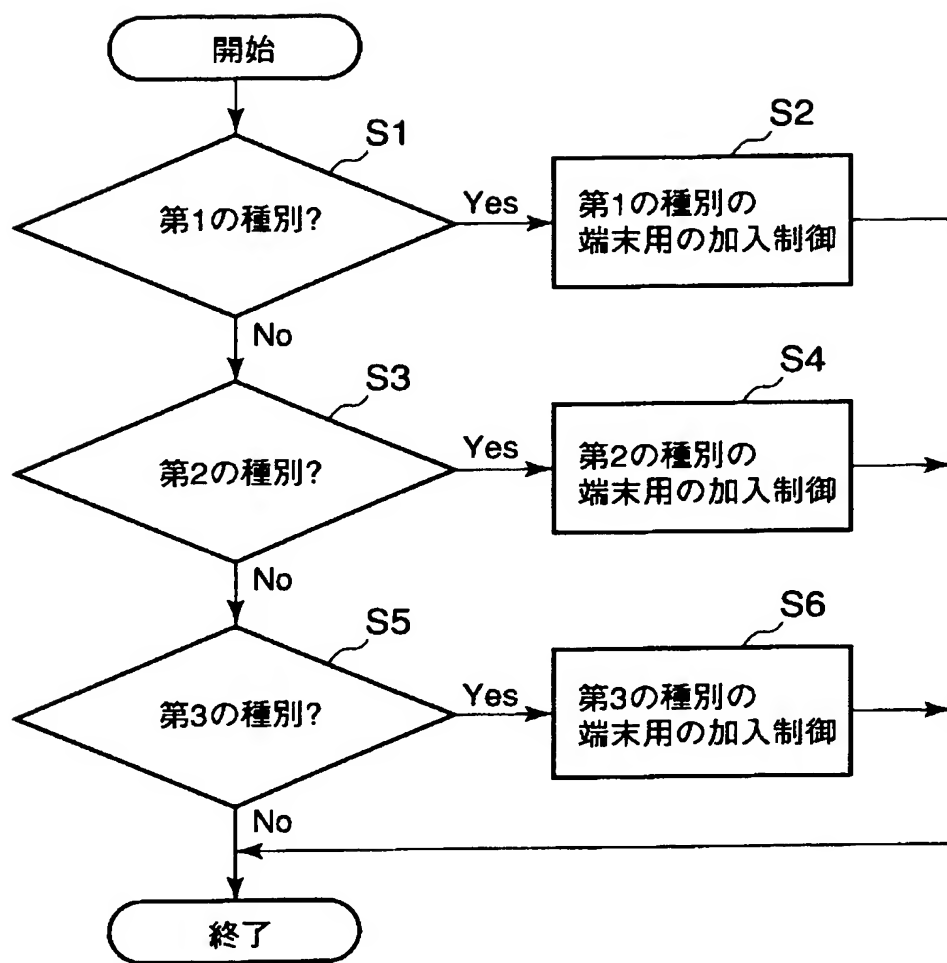 開始
S1
第1の種別?
Yes
S2
第1の種別の
端末用の加入制御
No
S3
第2の種別?
Yes
S4
第2の種別の
端末用の加入制御
No
S5
第3の種別?
Yes
S6
第3の種別の
端末用の加入制御
No
終了